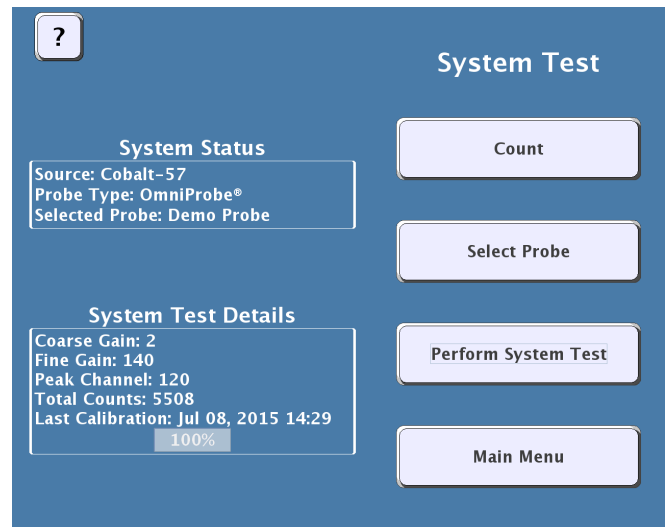 ?
System Test
System Status
Source: Cobalt-57
Probe Type: OmniProbe®
Selected Probe: Demo Probe
System Test Details
Coarse Gain: 2
Fine Gain: 140
Peak Channel: 120
Total Counts: 5508
Last Calibration: Jul 08, 2015 14:29
100%
Count
Select Probe
Perform System Test
Main Menu